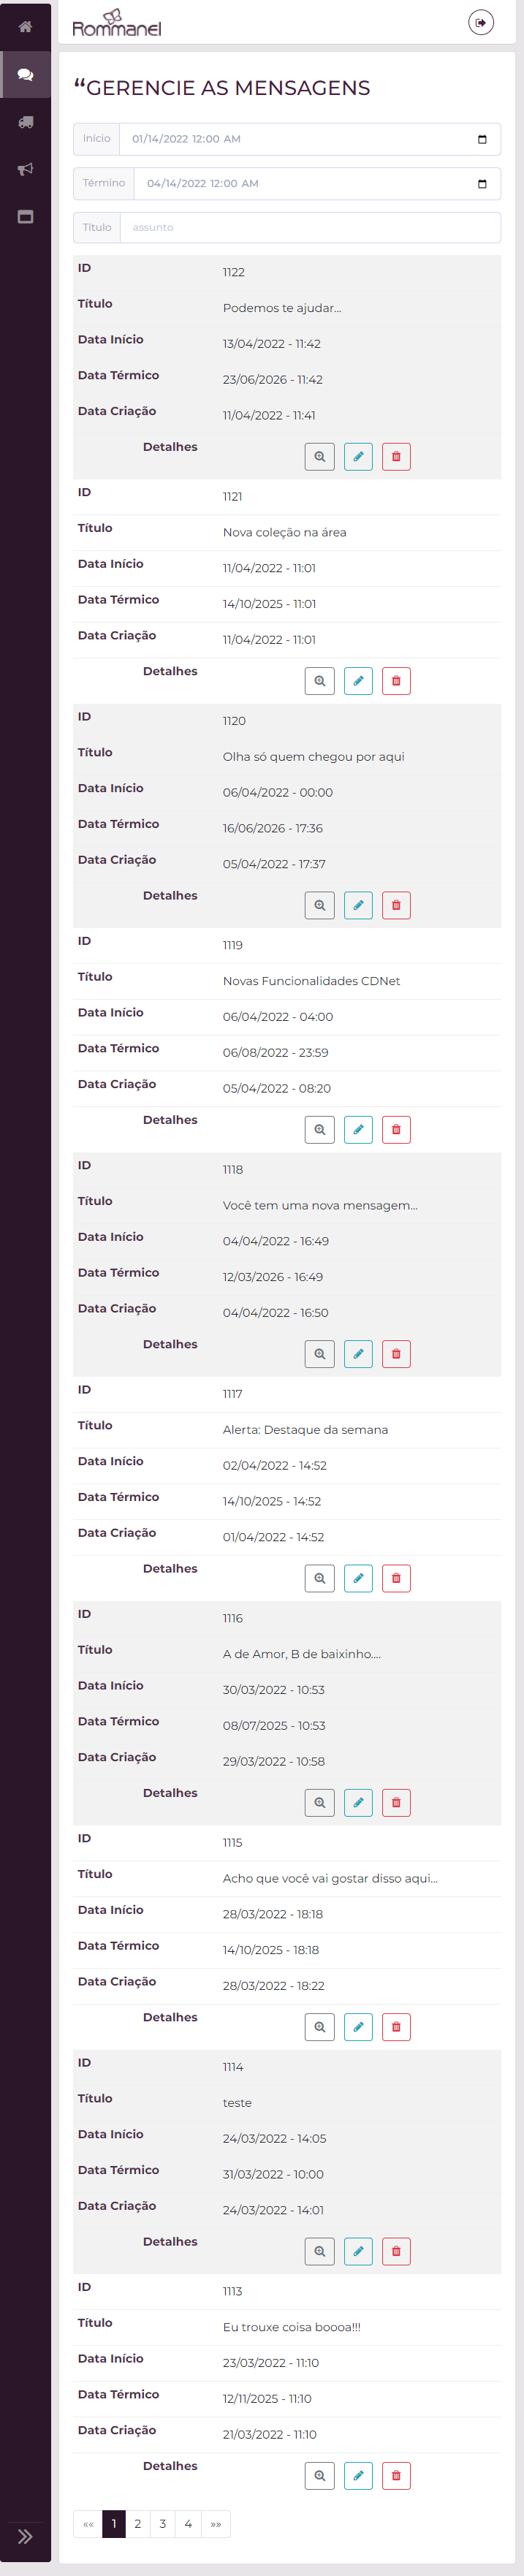 Rommanel
“GERENCIE AS MENSAGENS
Início 01/14/2022 12:00 AM
Término 04/14/2022 12:00 AM
Título assunto
ID 1122
Título Podemos te ajudar...
Data Início 13/04/2022 - 11:42
Data Térmico 23/06/2026 - 11:42
Data Criação 11/04/2022 - 11:41
Detalhes
ID 1121
Título Nova coleção na área
Data Início 11/04/2022 - 11:01
Data Térmico 14/10/2025 - 11:01
Data Criação 11/04/2022 - 11:01
Detalhes
ID 1120
Título Olha só quem chegou por aqui
Data Início 06/04/2022 - 00:00
Data Térmico 16/06/2026 - 17:36
Data Criação 05/04/2022 - 17:37
Detalhes
ID 1119
Título Novas Funcionalidades CDNet
Data Início 06/04/2022 - 04:00
Data Térmico 06/08/2022 - 23:59
Data Criação 05/04/2022 - 08:20
Detalhes
ID 1118
Título Você tem uma nova mensagem...
Data Início 04/04/2022 - 16:49
Data Térmico 12/03/2026 - 16:49
Data Criação 04/04/2022 - 16:50
Detalhes
ID 1117
Título Alerta: Destaque da semana
Data Início 02/04/2022 - 14:52
Data Térmico 14/10/2025 - 14:52
Data Criação 01/04/2022 - 14:52
Detalhes
ID 1116
Título A de Amor, B de baixinho....
Data Início 30/03/2022 - 10:53
Data Térmico 08/07/2025 - 10:53
Data Criação 29/03/2022 - 10:58
Detalhes
ID 1115
Título Acho que você vai gostar disso aqui...
Data Início 28/03/2022 - 18:18
Data Térmico 14/10/2025 - 18:18
Data Criação 28/03/2022 - 18:22
Detalhes
ID 1114
Título teste
Data Início 24/03/2022 - 14:05
Data Térmico 31/03/2022 - 10:00
Data Criação 24/03/2022 - 14:01
Detalhes
ID 1113
Título Eu trouxe coisa boooa!!!
Data Início 23/03/2022 - 11:10
Data Térmico 12/11/2025 - 11:10
Data Criação 21/03/2022 - 11:10
Detalhes
«« 1 2 3 4 »»